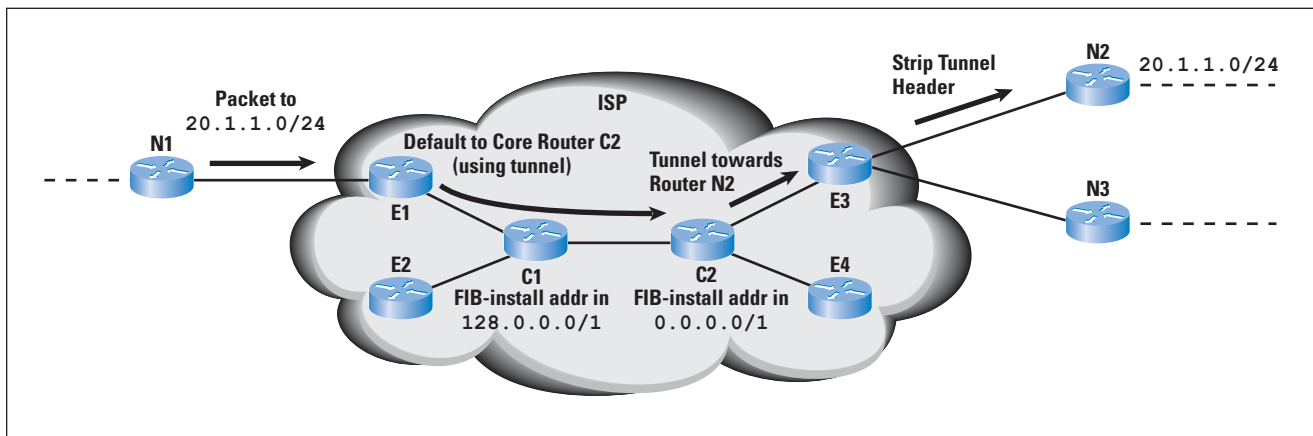 Strip Tunnel
Header
N2
20.1.1.0/24
Packet to
20.1.1.0/24
ISP
N1
Default to Core Router C2
(using tunnel)
Tunnel towards
Router N2
E1
E3
N3
E2
C1
C2
E4
FIB-install addr in
128.0.0.0/1
FIB-install addr in
0.0.0.0/1